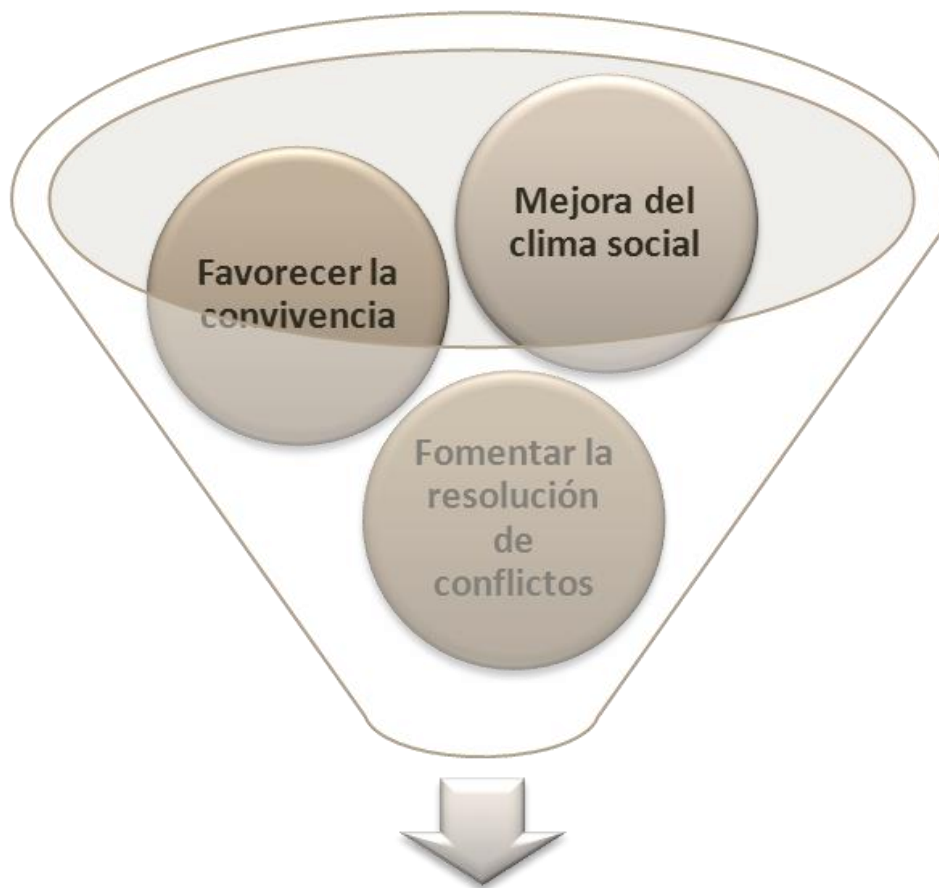 Mejora del
clima social
Favorecer la
convivencia
Fomentar la
resolución
de
conflictos